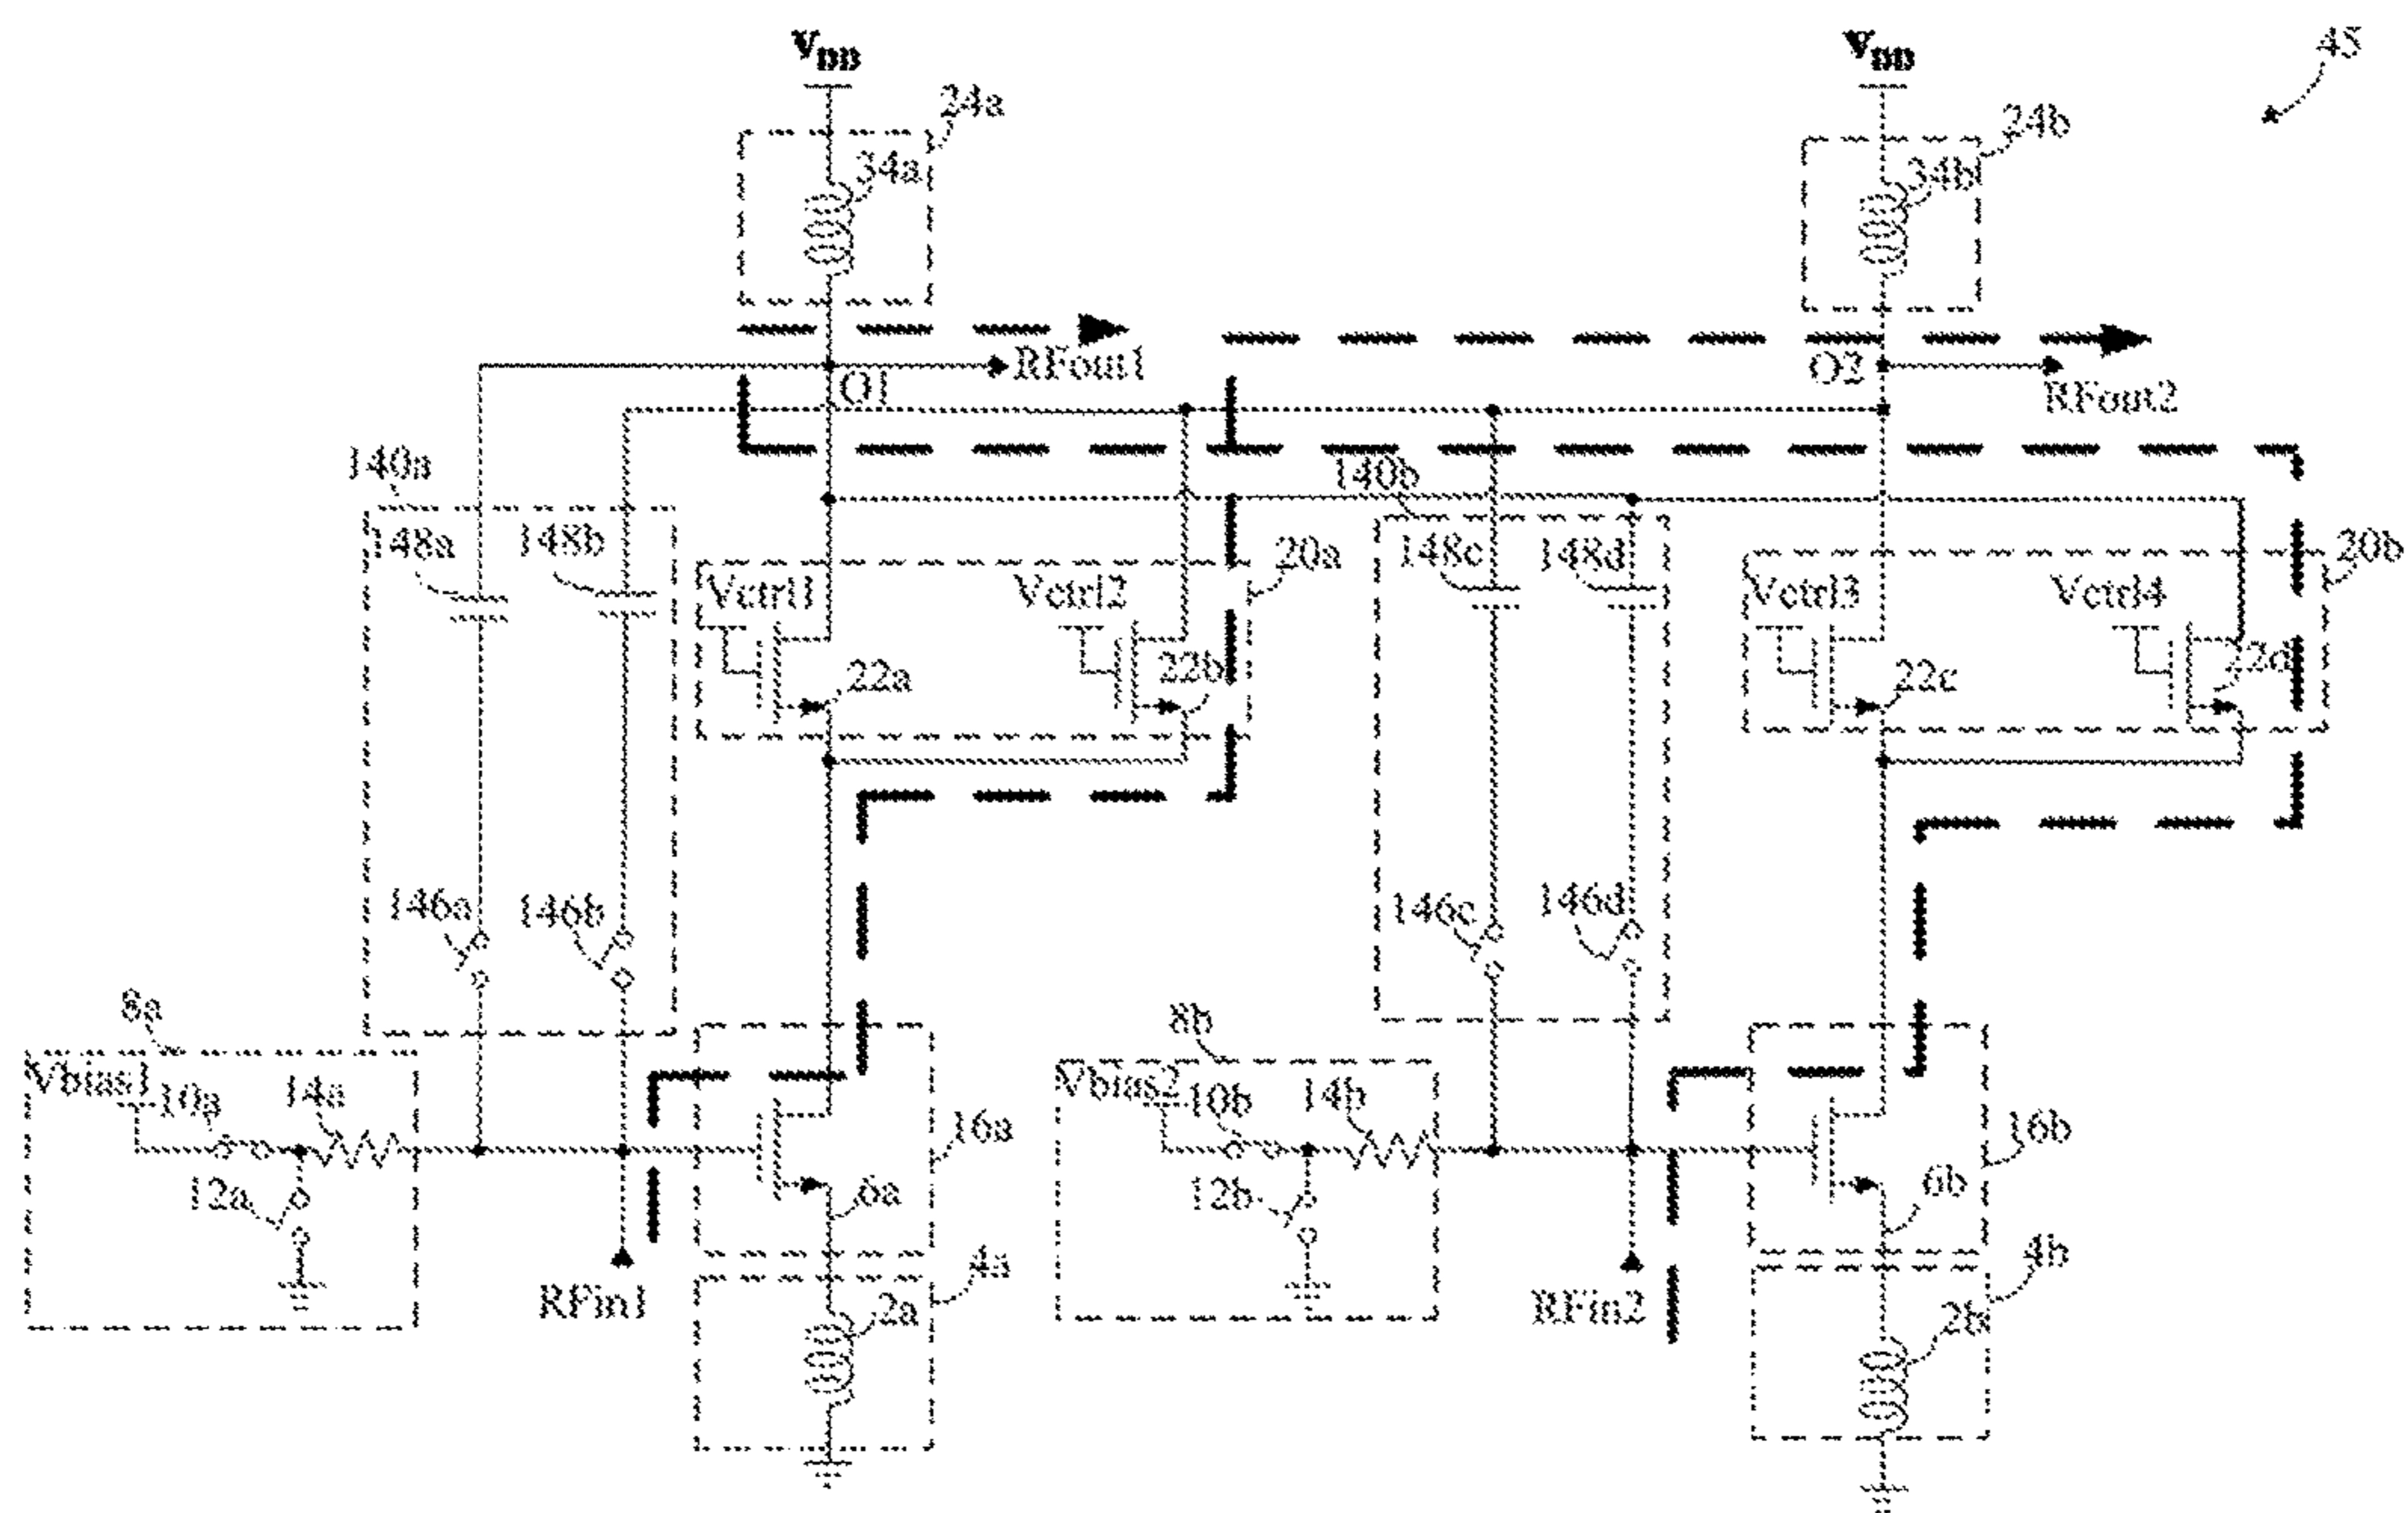 VDD
VDD
45
24a
24b
34a
34b
RFout1
O1
O2
RFout2
140a
140b
148a
148b
148c
148d
20a
20b
Vctrl1
Vctrl2
Vctrl3
Vctrl4
22a
22b
22c
22d
146a
146b
146c
146d
8a
8b
Vbias1
10a
14a
Vbias2
10b
14b
16a
16b
12a
12b
6a
6b
RFin1
RFin2
4a
4b
2a
2b